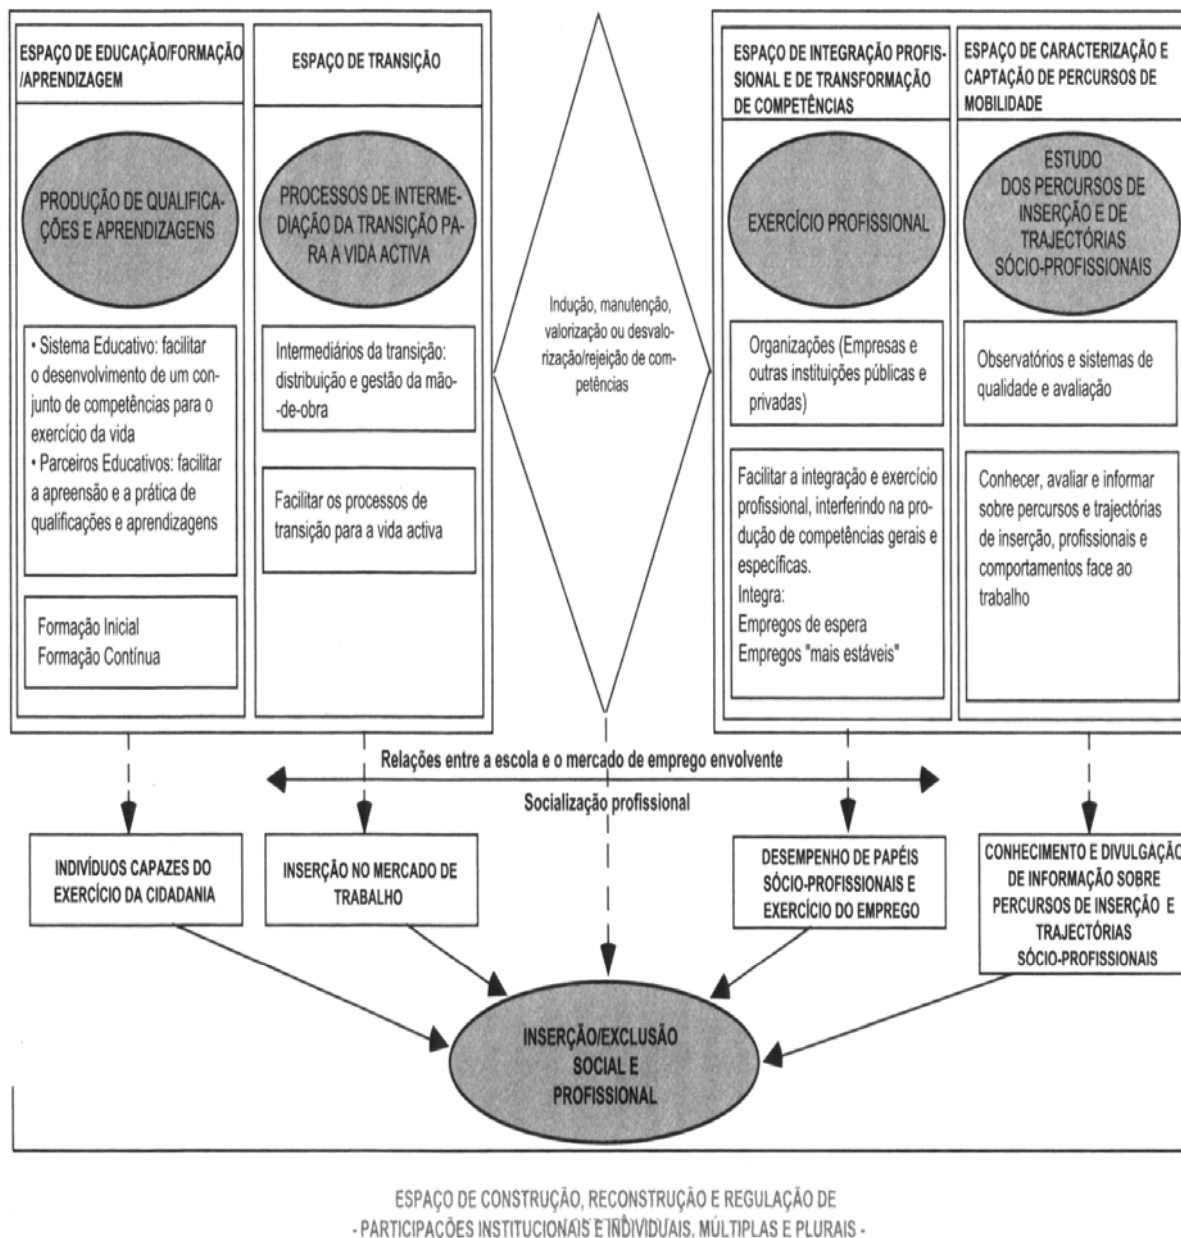 ESPAÇO DE EDUCAÇÃO/FORMAÇÃO
/APRENDIZAGEM
ESPAÇO DE TRANSIÇÃO
ESPAÇO DE INTEGRAÇÃO PROFIS-
SIONAL E DE TRANSFORMAÇÃO
DE COMPETÊNCIAS
ESPAÇO DE CARACTERIZAÇÃO E
CAPTAÇÃO DE PERCURSOS DE
MOBILIDADE
PRODUÇÃO DE QUALIFICA-
ÇÕES E APRENDIZAGENS
PROCESSOS DE INTERME-
DIAÇÃO DA TRANSIÇÃO PA-
RA A VIDA ACTIVA
EXERCÍCIO PROFISSIONAL
ESTUDO
DOS PERCURSOS DE
INSERÇÃO E DE
TRAJECTÓRIAS
SÓCIO-PROFISSIONAIS
• Sistema Educativo: facilitar
o desenvolvimento de um con-
junto de competências para o
exercício da vida
• Parceiros Educativos: facilitar
a apreensão e a prática de
qualificações e aprendizagens
Formação Inicial
Formação Contínua
Intermediários da transição:
distribuição e gestão da mão-
-de-obra
Facilitar os processos de
transição para a vida activa
Indução, manutenção,
valorização ou desvalo-
rização/rejeição de com-
petências
Organizações (Empresas e
outras instituições públicas e
privadas)
Facilitar a integração e exercício
profissional, interferindo na pro-
dução de competências gerais e
específicas.
Integra:
Empregos de espera
Empregos "mais estáveis"
Observatórios e sistemas de
qualidade e avaliação
Conhecer, avaliar e informar
sobre percursos e trajectórias
de inserção, profissionais e
comportamentos face ao
trabalho
Relações entre a escola e o mercado de emprego envolvente
Socialização profissional
INDIVÍDUOS CAPAZES DO
EXERCÍCIO DA CIDADANIA
INSERÇÃO NO MERCADO DE
TRABALHO
DESEMPENHO DE PAPÉIS
SÓCIO-PROFISSIONAIS E
EXERCÍCIO DO EMPREGO
CONHECIMENTO E DIVULGAÇÃO
DE INFORMAÇÃO SOBRE
PERCURSOS DE INSERÇÃO E
TRAJECTÓRIAS
SÓCIO-PROFISSIONAIS
INSERÇÃO/EXCLUSÃO
SOCIAL E
PROFISSIONAL
ESPAÇO DE CONSTRUÇÃO, RECONSTRUÇÃO E REGULAÇÃO DE
- PARTICIPAÇÕES INSTITUCIONAIS E INDIVIDUAIS, MÚLTIPLAS E PLURAIS -